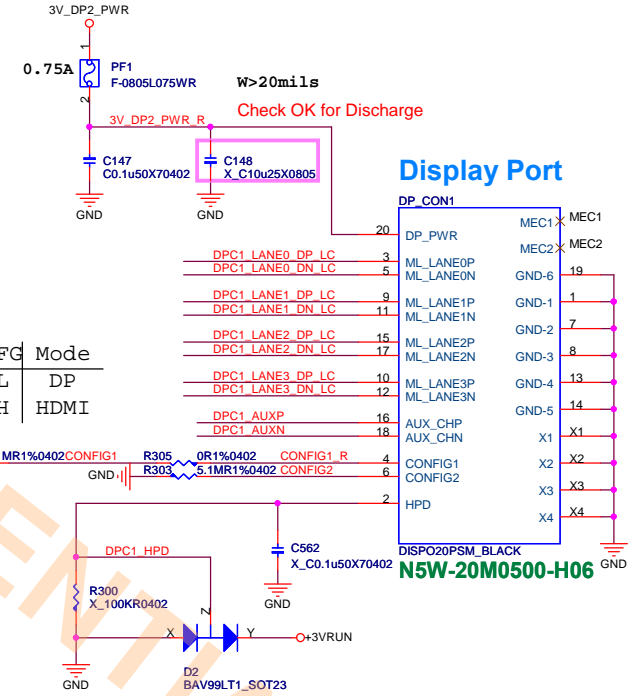 3V_DP2_PWR
1
0.75A
PF1
F-0805L075WR
2
W>20mils
Check OK for Discharge
3V_DP2_PWR_R
C147
C0.1u50X70402
C148
X_C10u25X0805
GND
GND
Display Port
DP_CON1
20 DP_PWR
MEC1 MEC1
MEC2 MEC2
DPC1_LANE0_DP_LC 3 ML_LANE0P
DPC1_LANE0_DN_LC 5 ML_LANE0N
GND-6 19
DPC1_LANE1_DP_LC 9 ML_LANE1P
DPC1_LANE1_DN_LC 11 ML_LANE1N
GND-1 1
GND-2 7
DPC1_LANE2_DP_LC 15 ML_LANE2P
DPC1_LANE2_DN_LC 17 ML_LANE2N
GND-3 8
DPC1_LANE3_DP_LC 10 ML_LANE3P
DPC1_LANE3_DN_LC 12 ML_LANE3N
GND-4 13
GND-5 14
DPC1_AUXP 16 AUX_CHP
DPC1_AUXN 18 AUX_CHN
X1 X1
X2 X2
X3 X3
X4 X4
FG Mode
L DP
H HDMI
MR1%0402 CONFIG1 R305 0R1%0402 CONFIG1_R 4 CONFIG1
GND R303 5.1MR1%0402 CONFIG2 6 CONFIG2
2 HPD
DPC1_HPD
C562
X_C0.1u50X70402
GND
DISPO20PSM_BLACK
N5W-20M0500-H06
GND
R300
X_100KR0402
X Z Y
+3VRUN
GND
D2
BAV99LT1_SOT23
ENTI